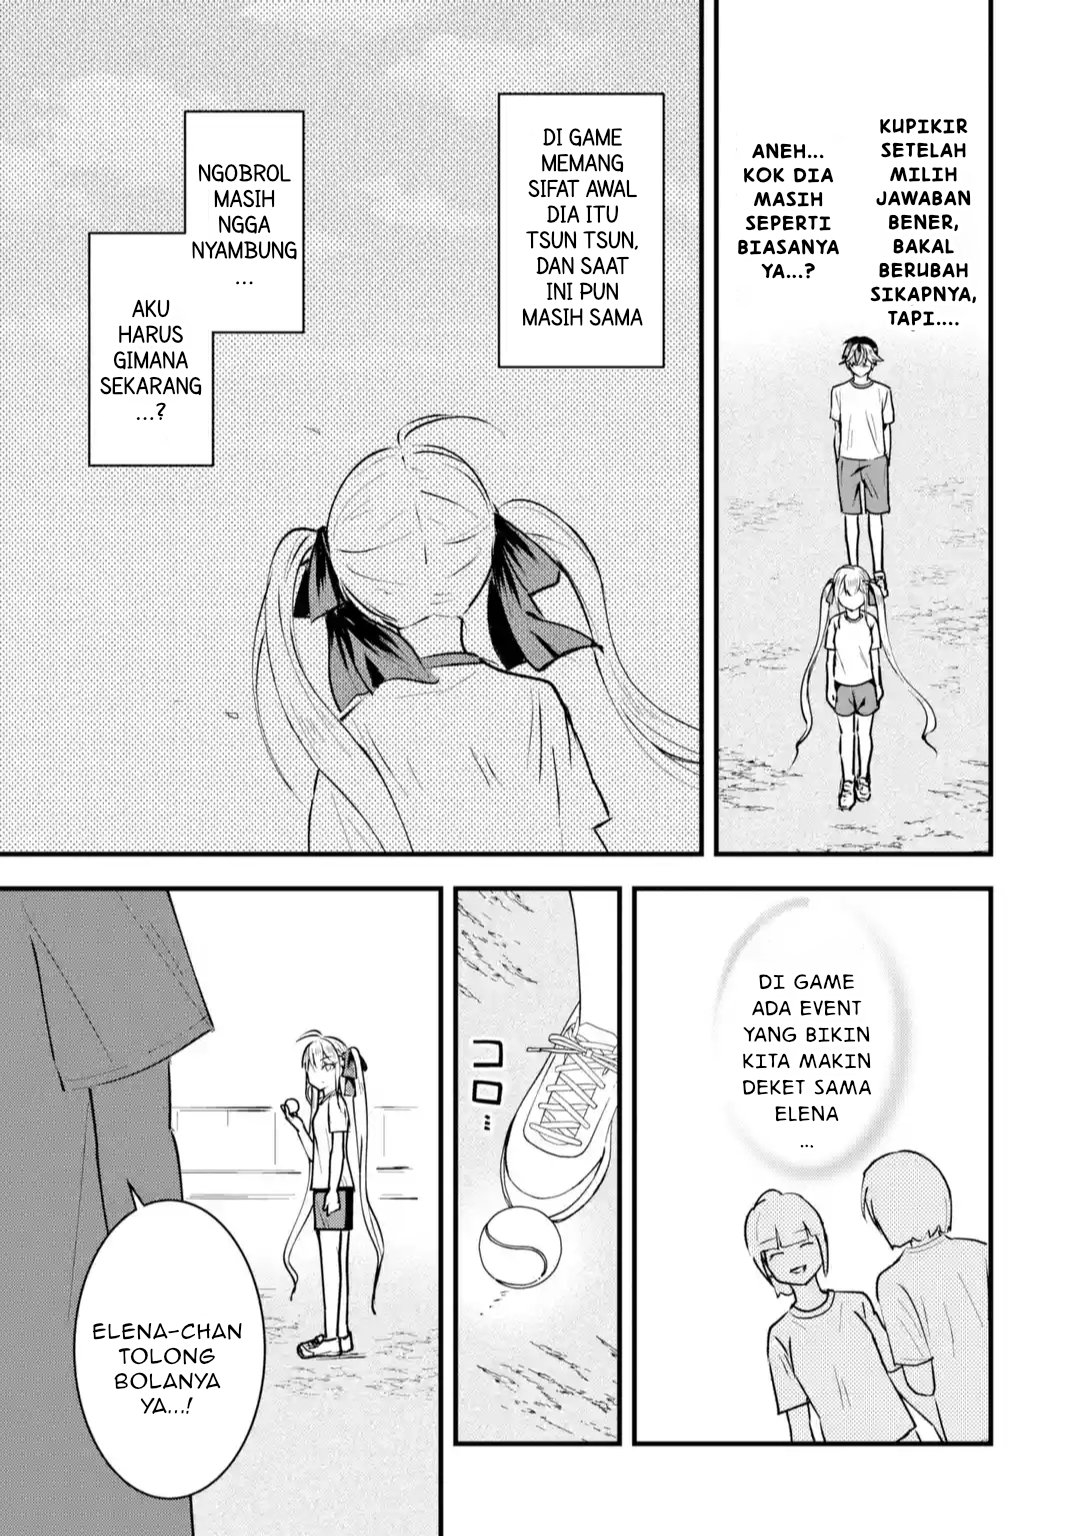 KUPIKIR
SETELAH
MILIH
JAWABAN
BENER,
BAKAL
BERUBAH
SIKAPNYA,
TAPI....
ANEH...
KOK DIA
MASIH
SEPERTI
BIASANYA
YA...?
DI GAME
MEMANG
SIFAT AWAL
DIA ITU
TSUN TSUN,
DAN SAAT
INI PUN
MASIH SAMA
NGOBROL
MASIH
NGGA
NYAMBUNG
...
AKU
HARUS
GIMANA
SEKARANG
...?
DI GAME
ADA EVENT
YANG BIKIN
KITA MAKIN
DEKET SAMA
ELENA
...
コロ...
ELENA-CHAN
TOLONG
BOLANYA
YA...!